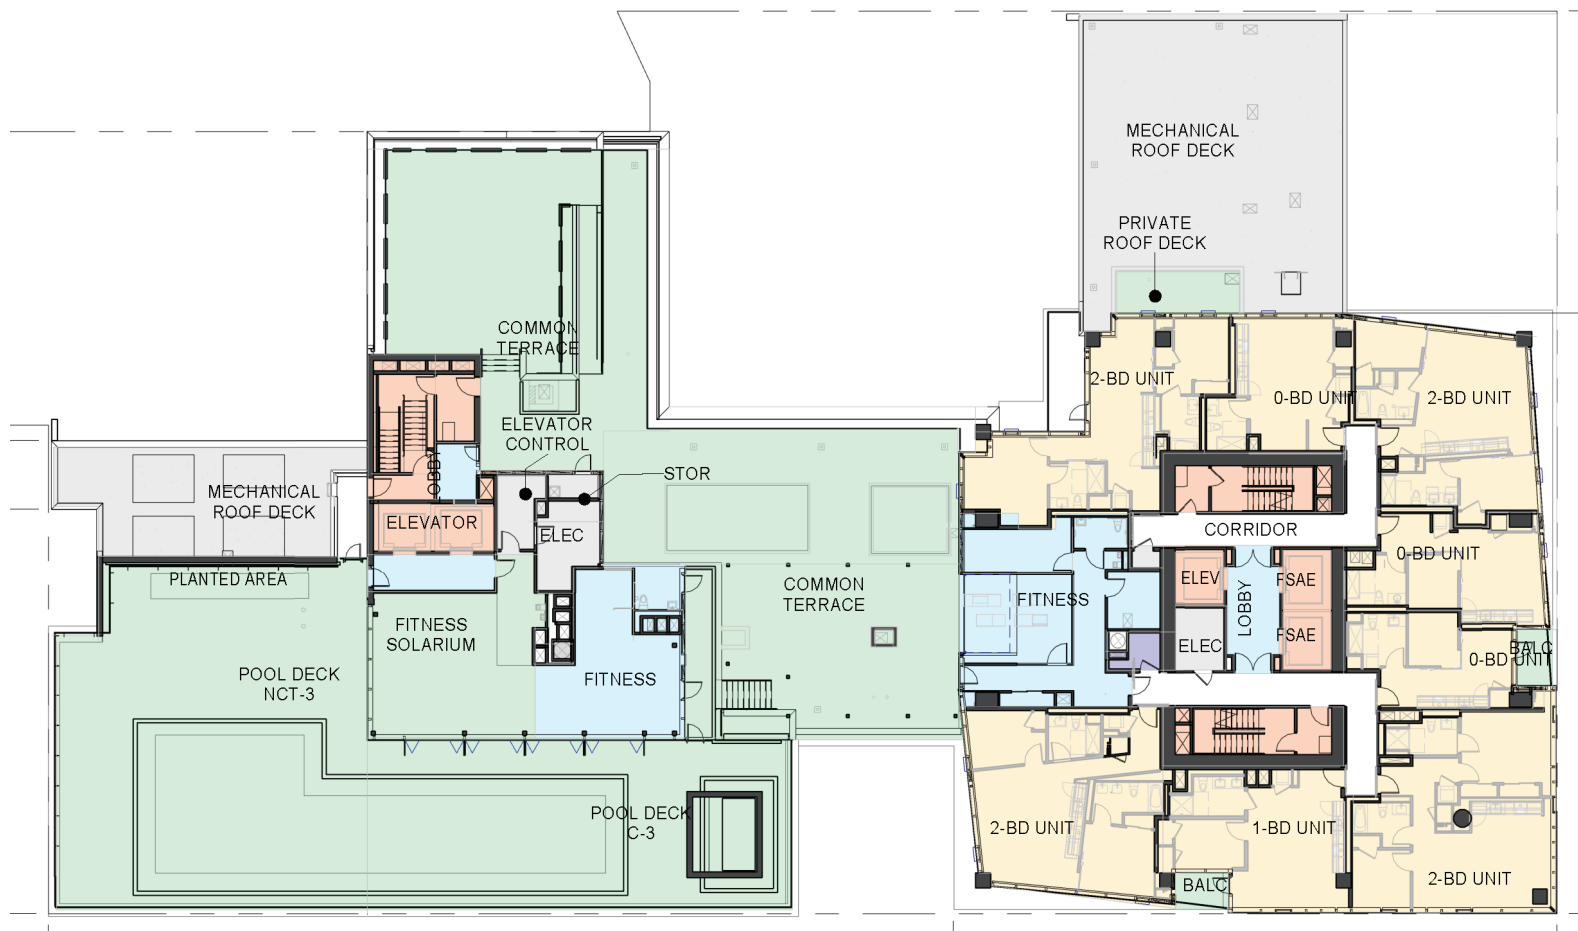 MECHANICAL
ROOF DECK
PRIVATE
ROOF DECK
COMMON
TERRACE
2-BD UNIT
0-BD UNIT
2-BD UNIT
ELEVATOR
CONTROL
STOR
MECHANICAL
ROOF DECK
ELEVATOR
ELEC
CORRIDOR
0-BD UNIT
PLANTED AREA
COMMON
TERRACE
FITNESS
ELEV
FSAE
LOBBY
FITNESS
SOLARIUM
ELEC
FSAE
BALC
0-BD UNIT
POOL DECK
NCT-3
FITNESS
POOL DECK
C-3
2-BD UNIT
1-BD UNIT
2-BD UNIT
BALC